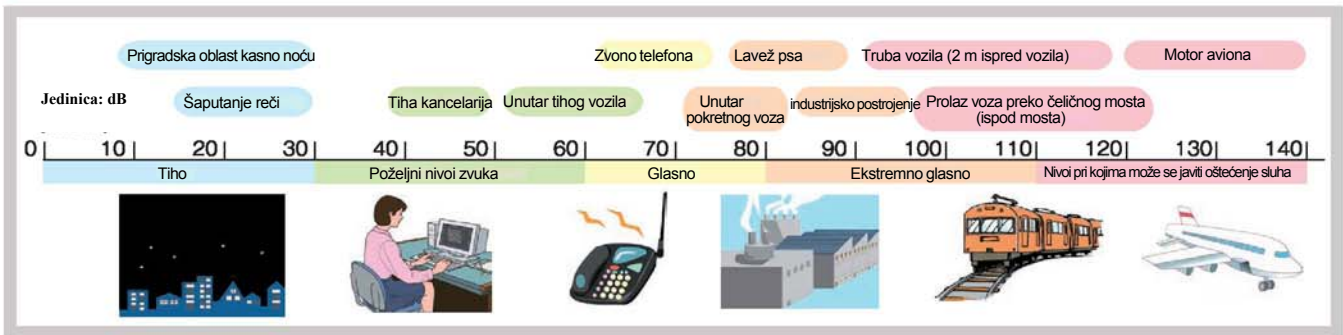 Prigradska oblast kasno noću
Zvono telefona
Lavež psa
Truba vozila (2 m ispred vozila)
Motor aviona
Jedinica: dB
Šaputanje reči
Tiha kancelarija
Unutar tihog vozila
Unutar
pokretnog voza
industrijsko postrojenje
Prolaz voza preko čeličnog mosta
(ispod mosta)
0 10 20 30 40 50 60 70 80 90 100 110 120 130 140
Tiho
Poželjni nivoi zvuka
Glasno
Ekstremno glasno
Nivoi pri kojima može se javiti oštećenje sluha